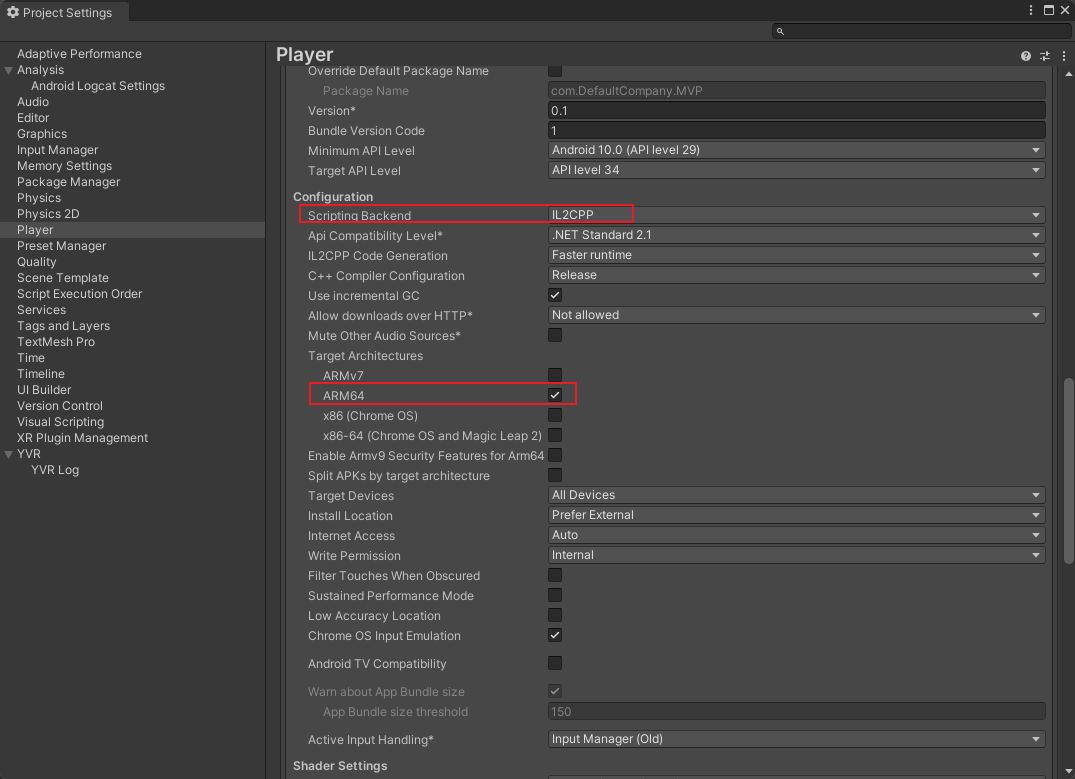 Project Settings
Adaptive Performance
Analysis
Android Logcat Settings
Audio
Editor
Graphics
Input Manager
Memory Settings
Package Manager
Physics
Physics 2D
Player
Preset Manager
Quality
Scene Template
Script Execution Order
Services
Tags and Layers
TextMesh Pro
Time
Timeline
UI Builder
Version Control
Visual Scripting
XR Plugin Management
YVR
YVR Log
Player
Override Default Package Name
Package Name com.DefaultCompany.MVP
Version* 0.1
Bundle Version Code 1
Minimum API Level Android 10.0 (API level 29)
Target API Level API level 34
Configuration
Scripting Backend IL2CPP
Api Compatibility Level* .NET Standard 2.1
IL2CPP Code Generation Faster runtime
C++ Compiler Configuration Release
Use incremental GC
Allow downloads over HTTP* Not allowed
Mute Other Audio Sources*
Target Architectures
ARMv7
ARM64
x86 (Chrome OS)
x86-64 (Chrome OS and Magic Leap 2)
Enable Armv9 Security Features for Arm64
Split APKs by target architecture
Target Devices All Devices
Install Location Prefer External
Internet Access Auto
Write Permission Internal
Filter Touches When Obscured
Sustained Performance Mode
Low Accuracy Location
Chrome OS Input Emulation
Android TV Compatibility
Warn about App Bundle size
App Bundle size threshold 150
Active Input Handling* Input Manager (Old)
Shader Settings